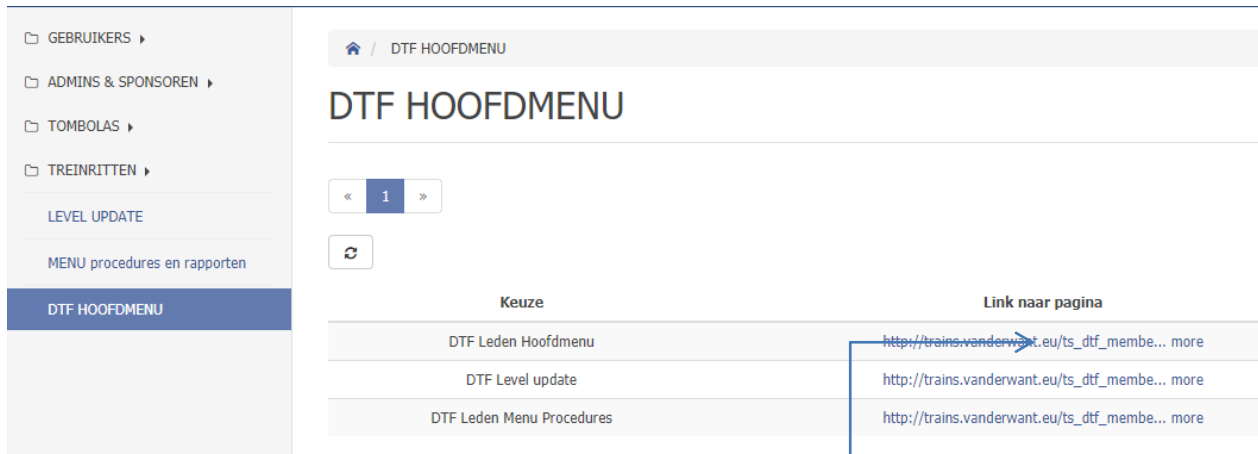 GEBRUIKERS
ADMINS & SPONSOREN
TOMBOLAS
TREINRITTEN
LEVEL UPDATE
MENU procedures en rapporten
DTF HOOFDMENU
/ DTF HOOFDMENU
DTF HOOFDMENU
« 1 »
Keuze Link naar pagina
DTF Leden Hoofdmenu http://trains.vanderwant.eu/ts_dtf_membe... more
DTF Level update http://trains.vanderwant.eu/ts_dtf_membe... more
DTF Leden Menu Procedures http://trains.vanderwant.eu/ts_dtf_membe... more